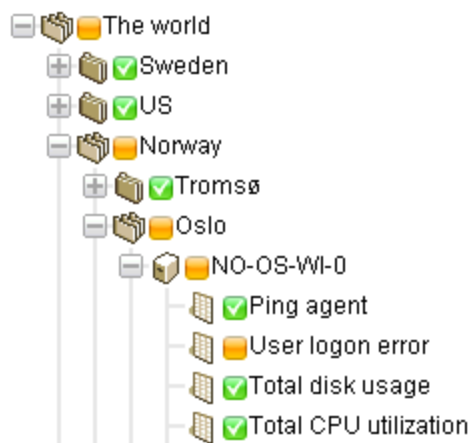 The world
Sweden
US
Norway
Tromsø
Oslo
NO-OS-WI-0
Ping agent
User logon error
Total disk usage
Total CPU utilization